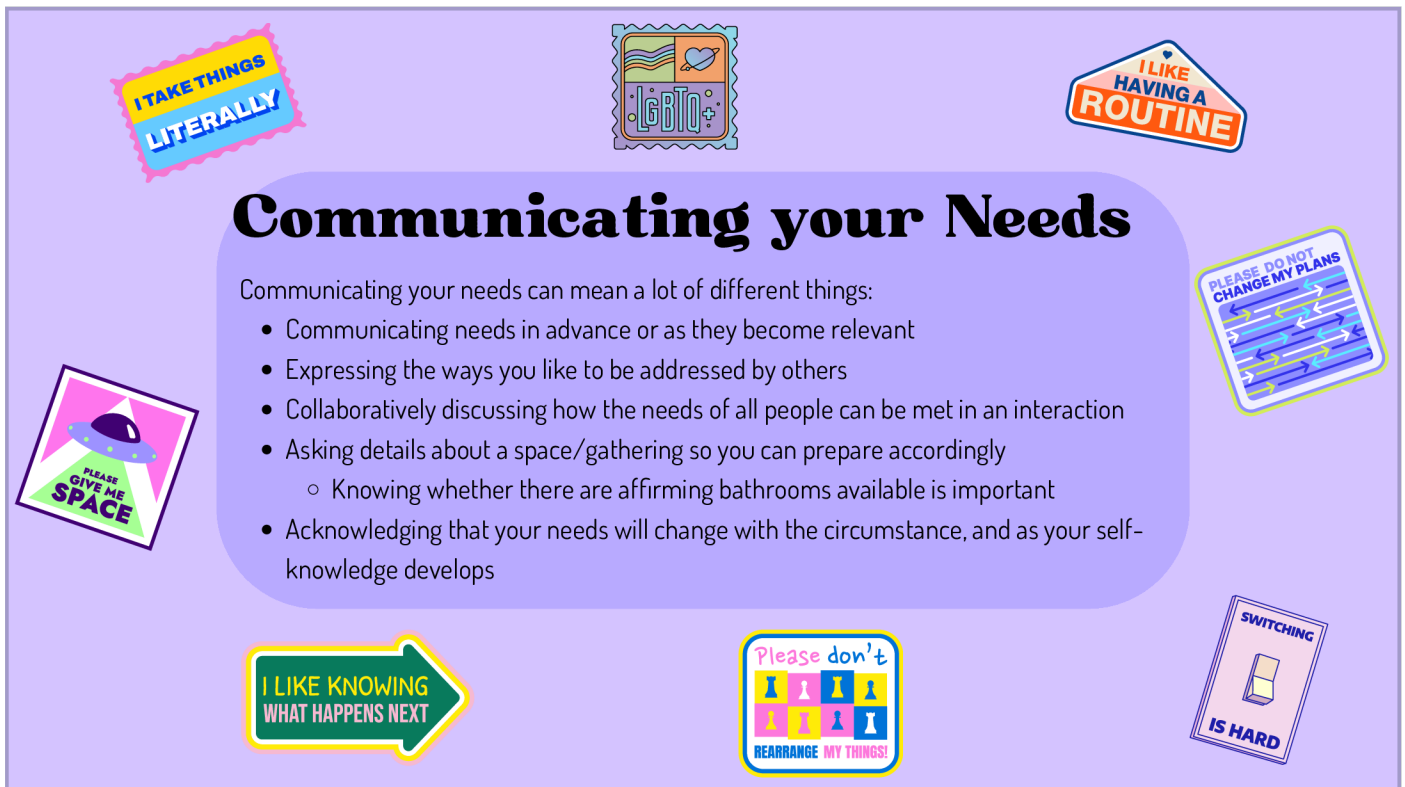 I TAKE THINGS
LITERALLY
LGBTQ+
I LIKE
HAVING A
ROUTINE
Communicating your Needs
Communicating your needs can mean a lot of different things:
• Communicating needs in advance or as they become relevant
• Expressing the ways you like to be addressed by others
• Collaboratively discussing how the needs of all people can be met in an interaction
• Asking details about a space/gathering so you can prepare accordingly
◦ Knowing whether there are affirming bathrooms available is important
• Acknowledging that your needs will change with the circumstance, and as your self-
knowledge develops
PLEASE DO NOT
CHANGE MY PLANS
PLEASE
GIVE ME
SPACE
I LIKE KNOWING
WHAT HAPPENS NEXT
Please don't
REARRANGE MY THINGS!
SWITCHING
IS HARD